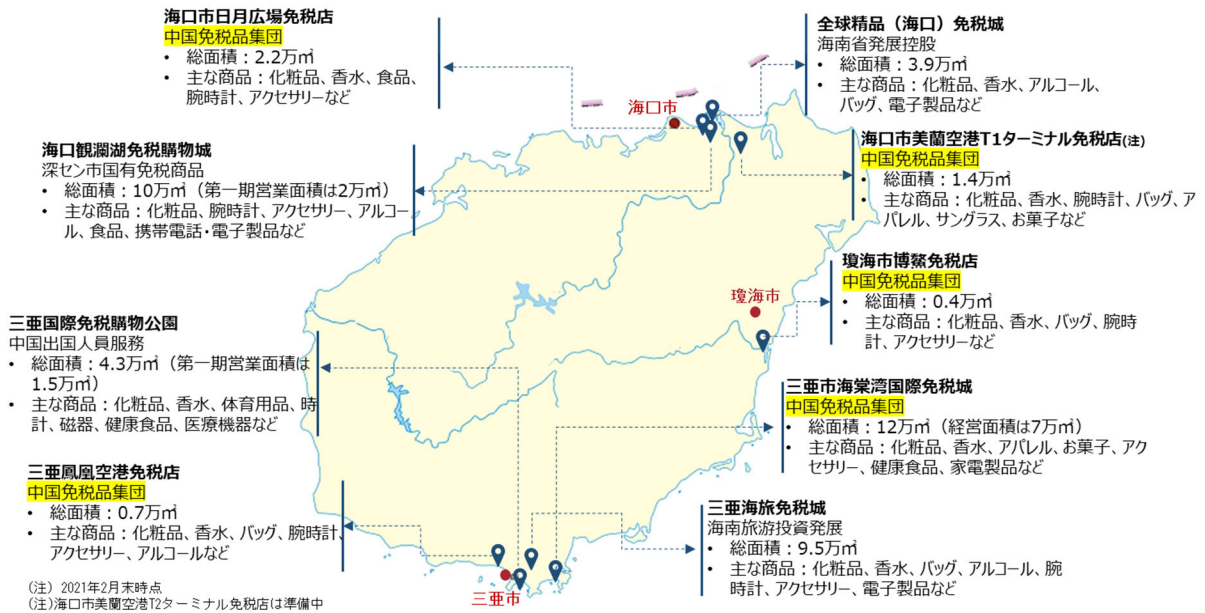 海口市日月広場免税店
中国免税品集団
• 総面積：2.2万㎡
• 主な商品：化粧品、香水、食品、
腕時計、アクセサリーなど
全球精品（海口）免税城
海南省発展控股
• 総面積：3.9万㎡
• 主な商品：化粧品、香水、アルコール、
バッグ、電子製品など
海口市
海口観瀾湖免税購物城
深セン市国有免税商品
• 総面積：10万㎡（第一期営業面積は2万㎡）
• 主な商品：化粧品、腕時計、アクセサリー、アルコー
ル、食品、携帯電話・電子製品など
海口市美蘭空港T1ターミナル免税店(注)
中国免税品集団
• 総面積：1.4万㎡
• 主な商品：化粧品、香水、腕時計、バッグ、ア
パレル、サングラス、お菓子など
瓊海市博鰲免税店
中国免税品集団
• 総面積：0.4万㎡
• 主な商品：化粧品、香水、バッグ、腕時
計、アクセサリーなど
瓊海市
三亜国際免税購物公園
中国出国人員服務
• 総面積：4.3万㎡（第一期営業面積は
1.5万㎡）
• 主な商品：化粧品、香水、体育用品、時
計、磁器、健康食品、医療機器など
三亜市海棠湾国際免税城
中国免税品集団
• 総面積：12万㎡（経営面積は7万㎡）
• 主な商品：化粧品、香水、アパレル、お菓子、アク
セサリー、健康食品、家電製品など
三亜鳳凰空港免税店
中国免税品集団
• 総面積：0.7万㎡
• 主な商品：化粧品、香水、バッグ、腕時計、
アクセサリー、アルコールなど
三亜海旅免税城
海南旅游投資発展
• 総面積：9.5万㎡
• 主な商品：化粧品、香水、バッグ、アルコール、腕
時計、アクセサリー、電子製品など
三亜市
（注）2021年2月末時点
（注）海口市美蘭空港T2ターミナル免税店は準備中